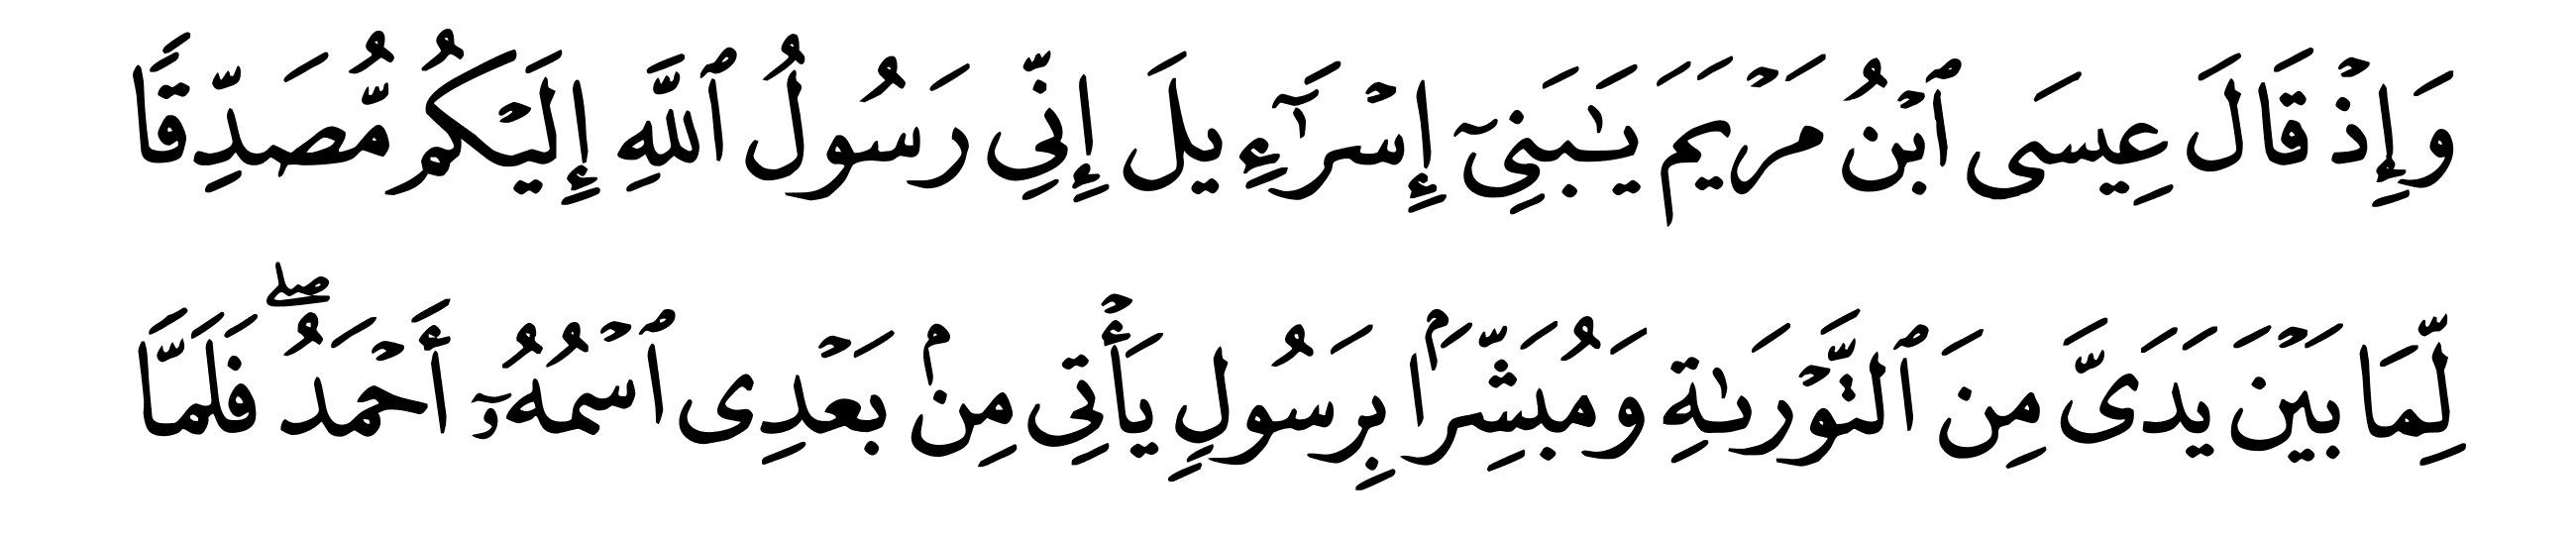 وَإِذۡ قَالَ عِيسَى ٱبۡنُ مَرۡيَمَ يَٰبَنِيٓ إِسۡرَٰٓءِيلَ إِنِّي رَسُولُ ٱللَّهِ إِلَيۡكُم مُّصَدِّقٗا
لِّمَا بَيۡنَ يَدَيَّ مِنَ ٱلتَّوۡرَىٰةِ وَمُبَشِّرَۢا بِرَسُولٖ يَأۡتِي مِنۢ بَعۡدِي ٱسۡمُهُۥٓ أَحۡمَدُۖ فَلَمَّا